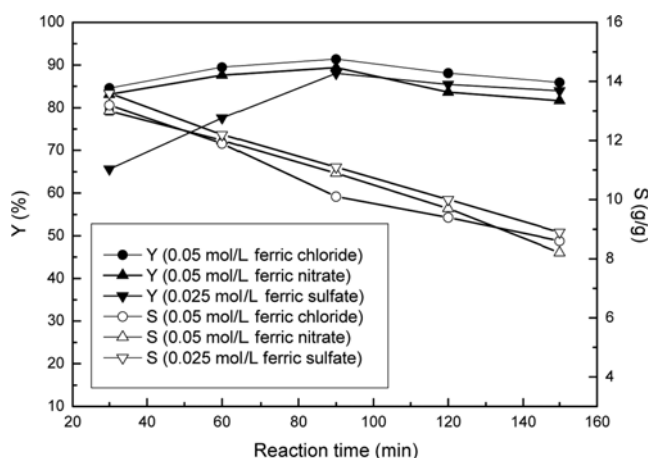 100
90
80
70
60
50
40
30
20
10
Y (%)
16
14
12
10
8
6
4
S (g/g)
Y (0.05 mol/L ferric chloride)
Y (0.05 mol/L ferric nitrate)
Y (0.025 mol/L ferric sulfate)
S (0.05 mol/L ferric chloride)
S (0.05 mol/L ferric nitrate)
S (0.025 mol/L ferric sulfate)
20 40 60 80 100 120 140 160
Reaction time (min)